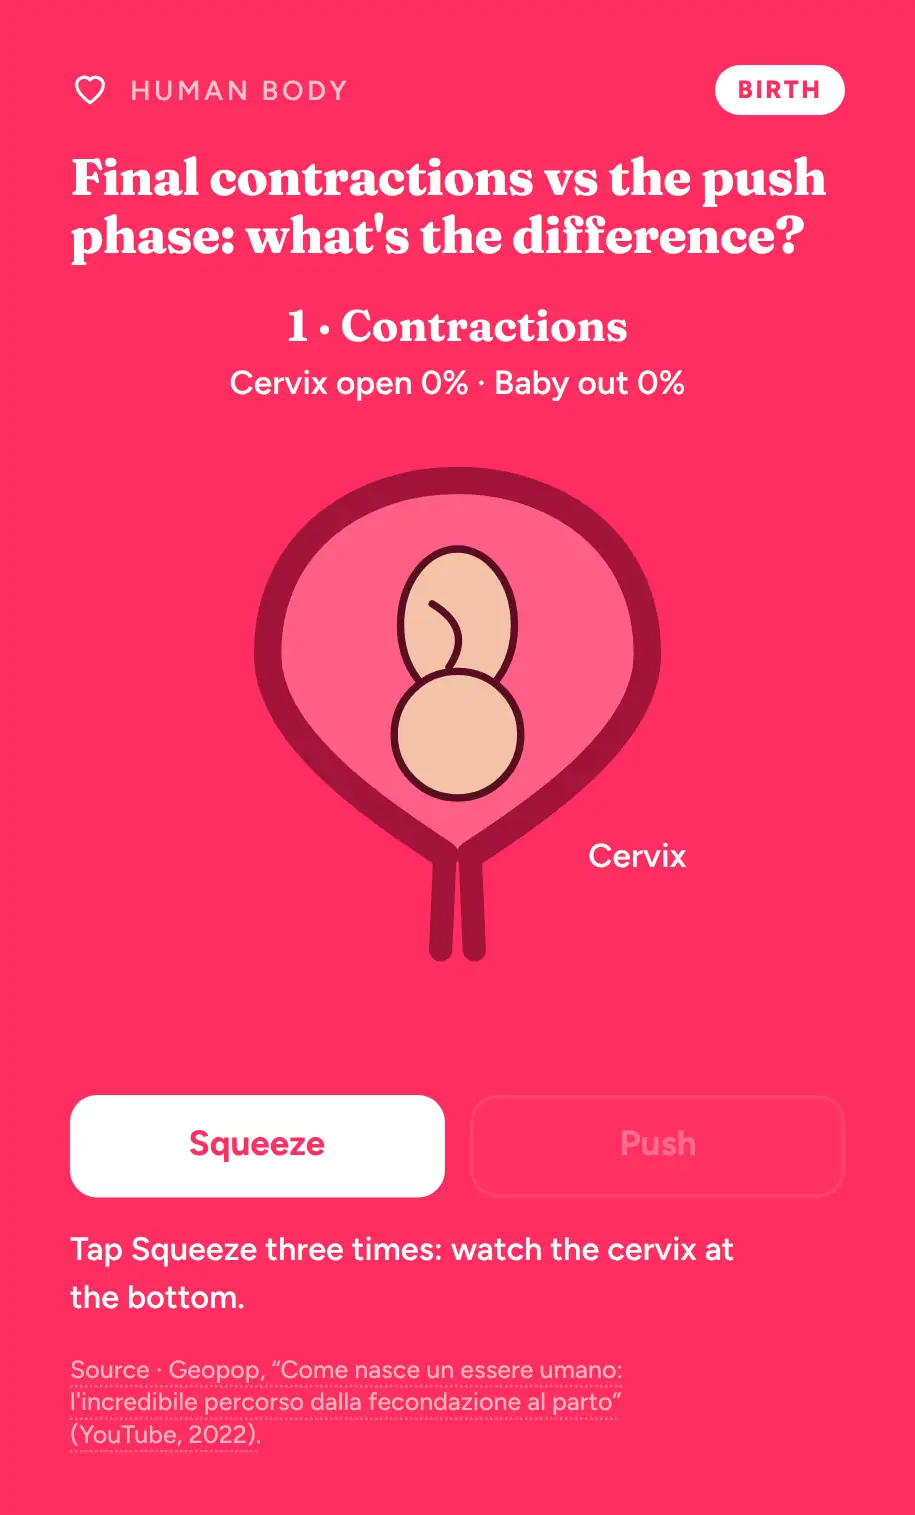 HUMAN BODY
BIRTH
Final contractions vs the push
phase: what's the difference?
1 · Contractions
Cervix open 0% · Baby out 0%
Cervix
Squeeze
Push
Tap Squeeze three times: watch the cervix at
the bottom.
Source · Geopop, “Come nasce un essere umano:
l'incredibile percorso dalla fecondazione al parto”
(YouTube, 2022).